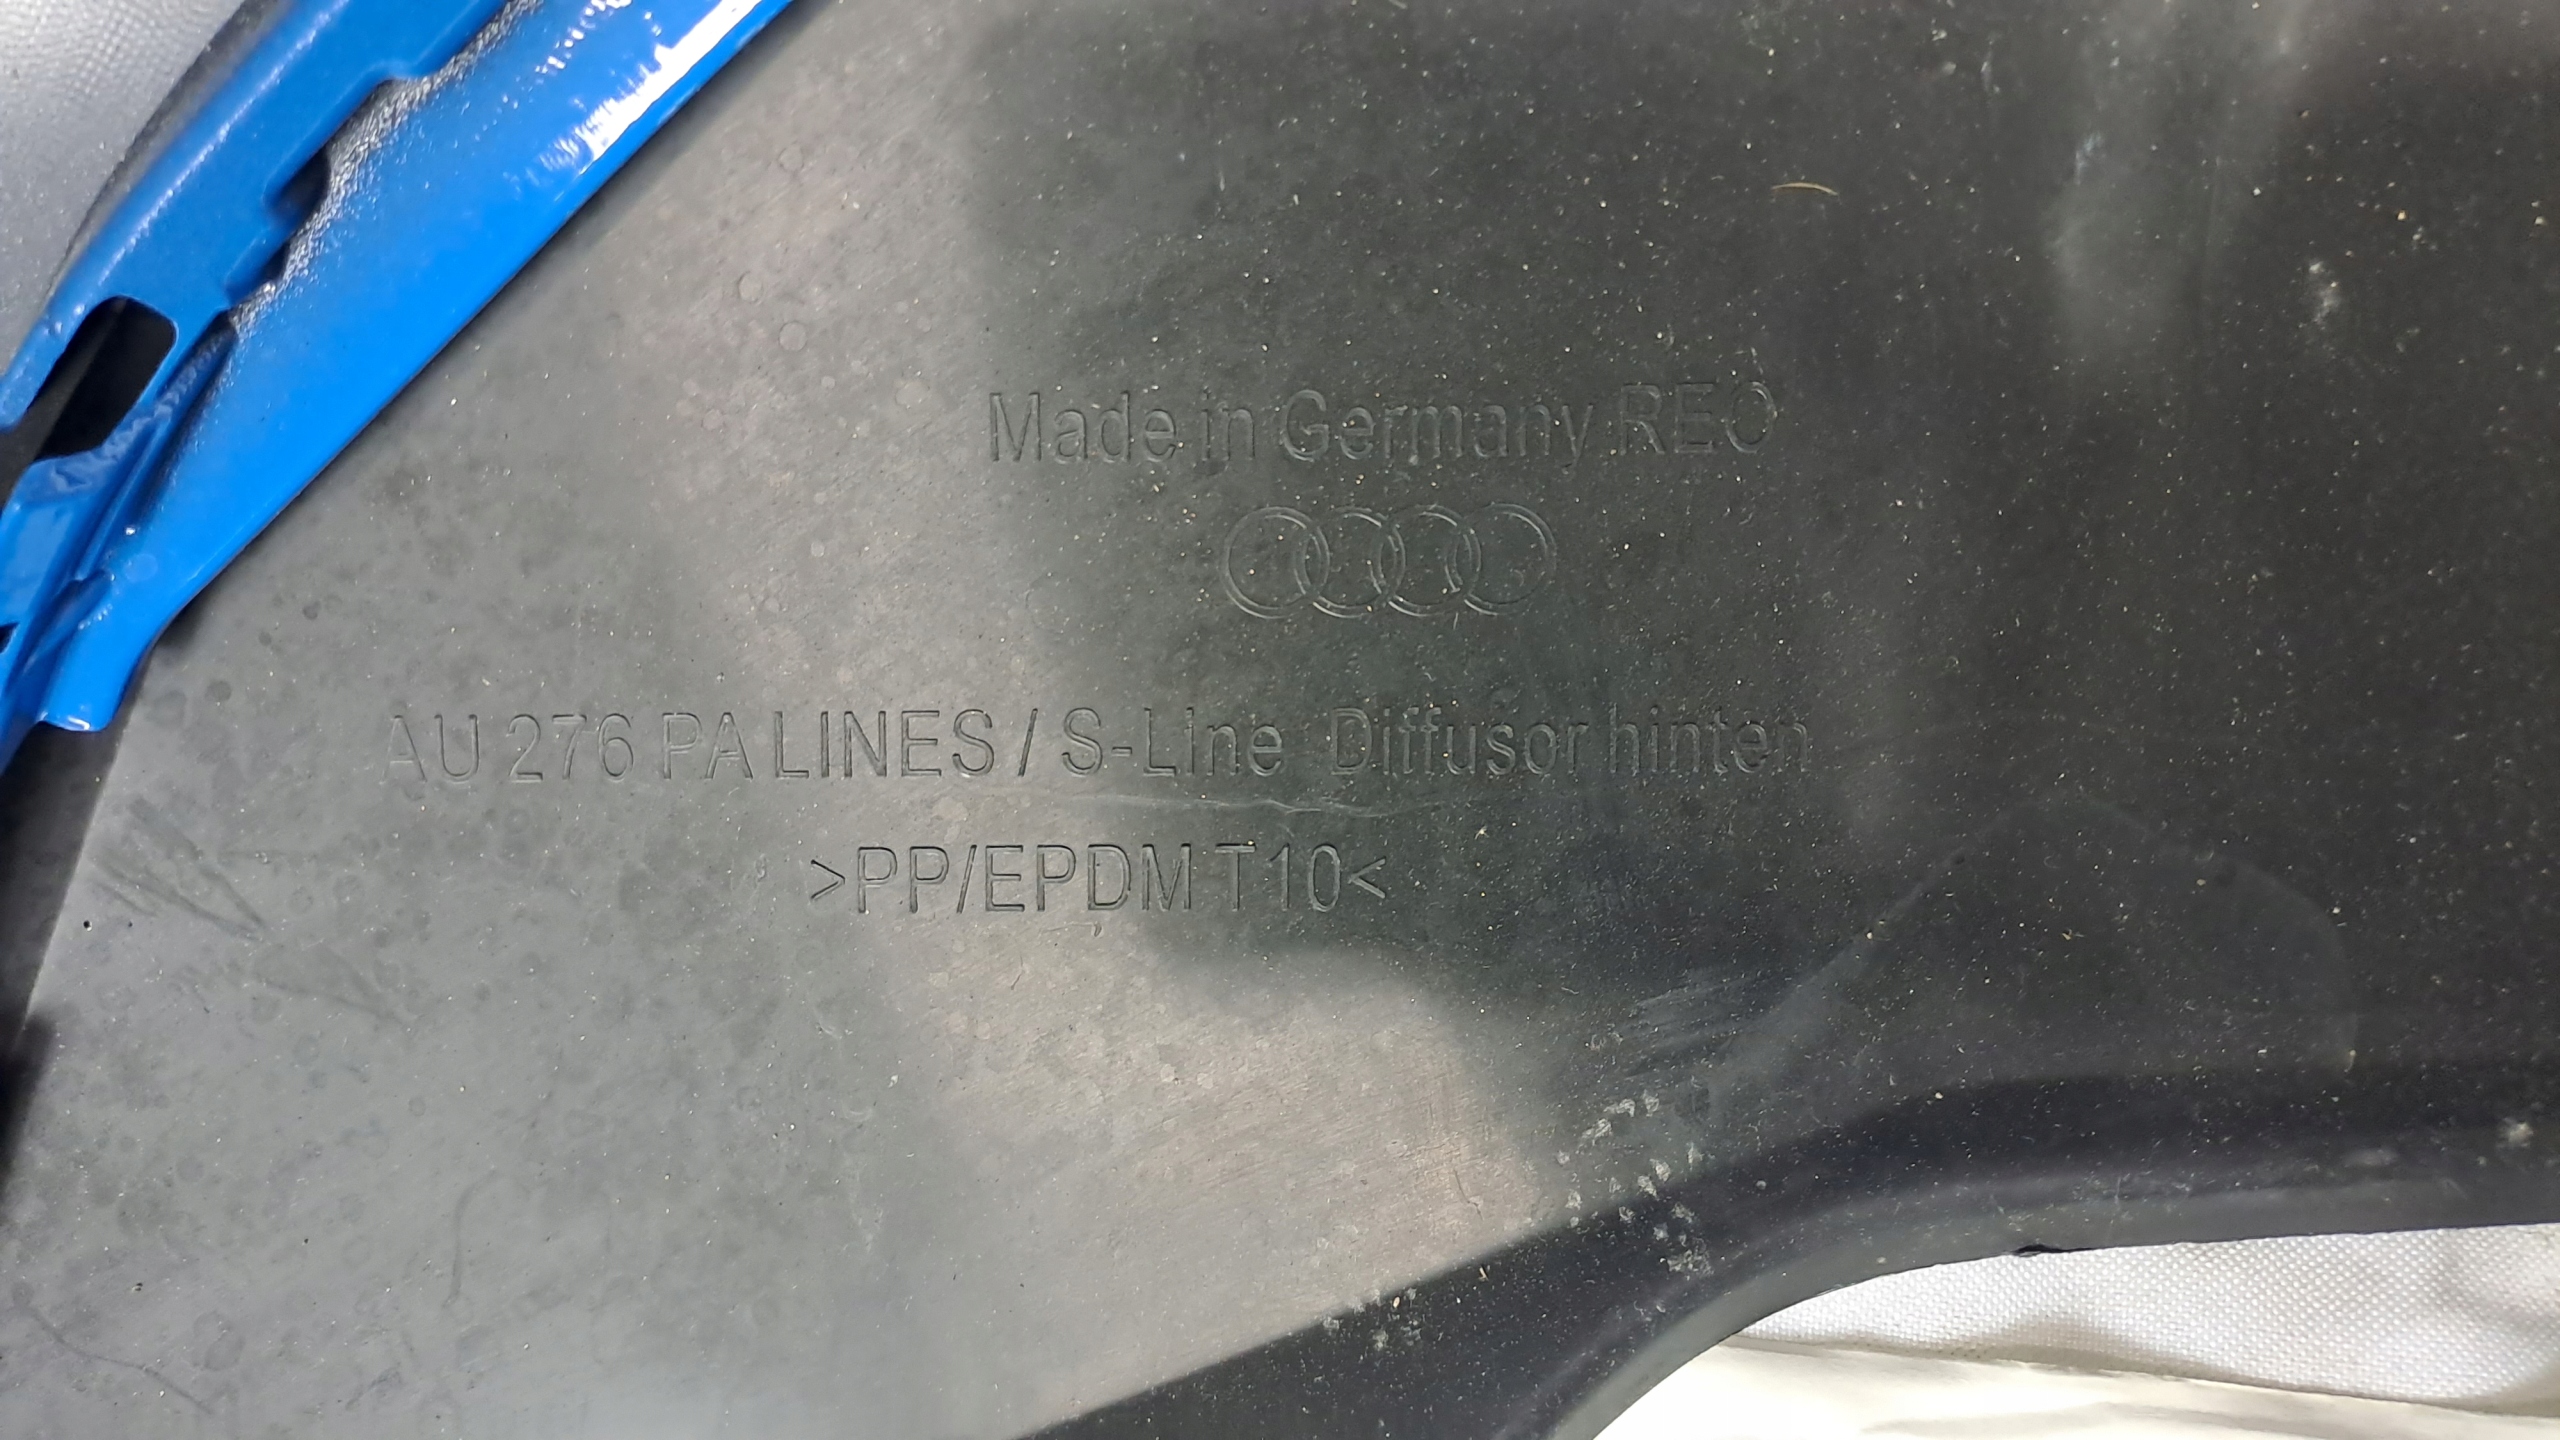 Made in Germany REO
AU 276 PA LINES / S-Line Diffusor hinten
>PP/EPDM T10<